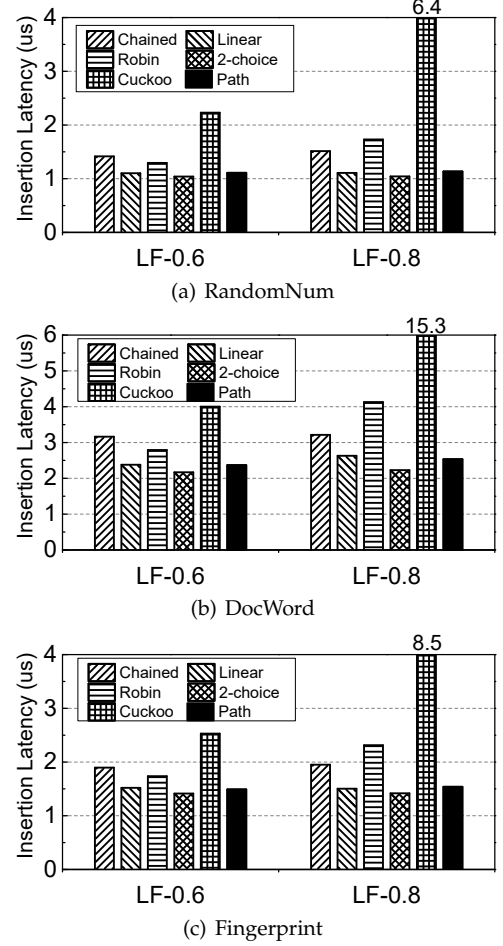 6.4
4
3
2
1
0
Insertion Latency (us)
Chained Linear
Robin 2-choice
Cuckoo Path
LF-0.6 LF-0.8
(a) RandomNum
15.3
6
5
4
3
2
1
0
Insertion Latency (us)
Chained Linear
Robin 2-choice
Cuckoo Path
LF-0.6 LF-0.8
(b) DocWord
8.5
4
3
2
1
0
Insertion Latency (us)
Chained Linear
Robin 2-choice
Cuckoo Path
LF-0.6 LF-0.8
(c) Fingerprint